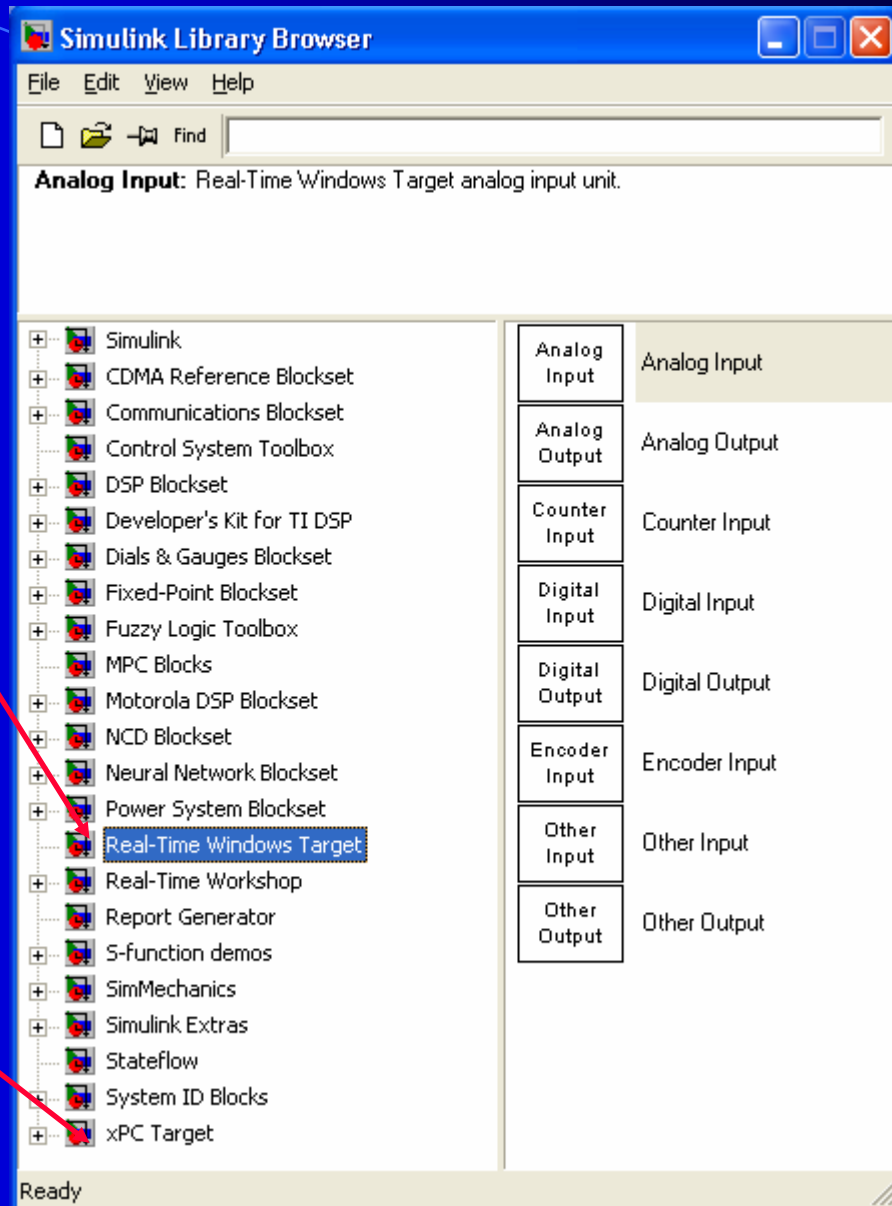 Simulink Library Browser
File Edit View Help
Find
Analog Input: Real-Time Windows Target analog input unit.
Simulink
CDMA Reference Blockset
Communications Blockset
Control System Toolbox
DSP Blockset
Developer's Kit for TI DSP
Dials & Gauges Blockset
Fixed-Point Blockset
Fuzzy Logic Toolbox
MPC Blocks
Motorola DSP Blockset
NCD Blockset
Neural Network Blockset
Power System Blockset
Real-Time Windows Target
Real-Time Workshop
Report Generator
S-function demos
SimMechanics
Simulink Extras
Stateflow
System ID Blocks
xPC Target
Analog
Input
Analog Input
Analog
Output
Analog Output
Counter
Input
Counter Input
Digital
Input
Digital Input
Digital
Output
Digital Output
Encoder
Input
Encoder Input
Other
Input
Other Input
Other
Output
Other Output
Ready